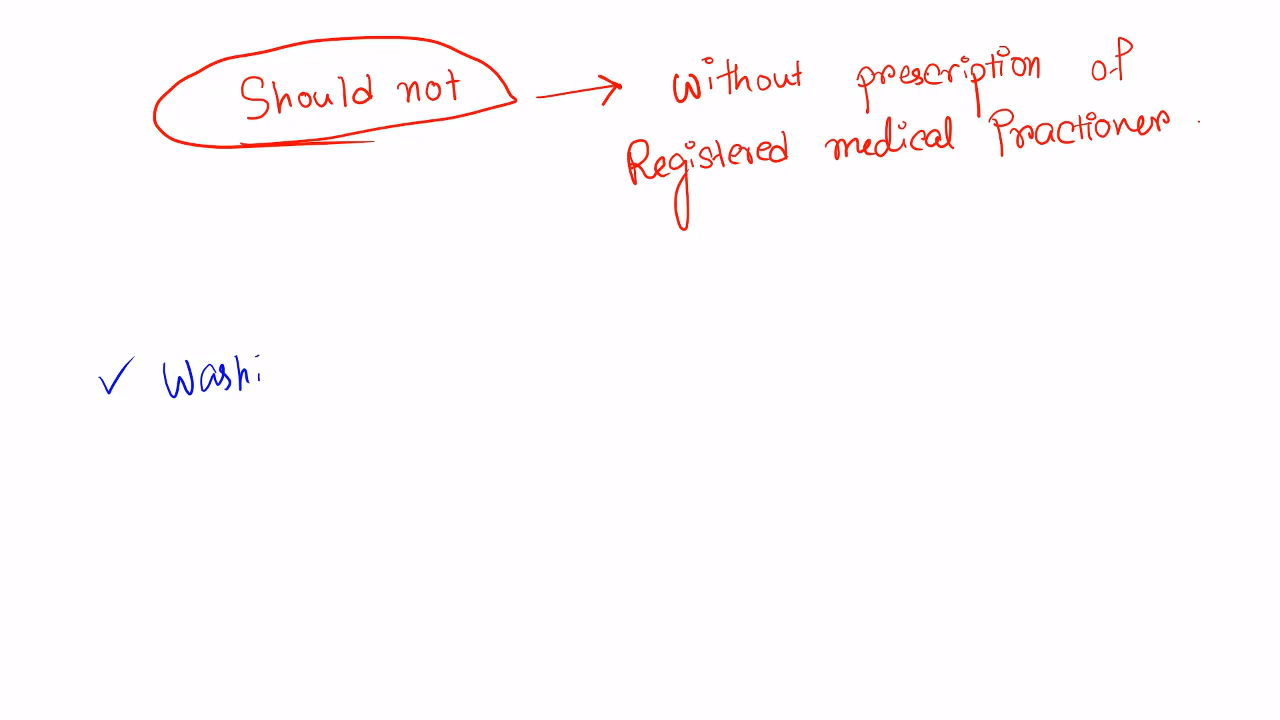 Should not → without prescription of
Registered medical Practioner.
✓ Washi